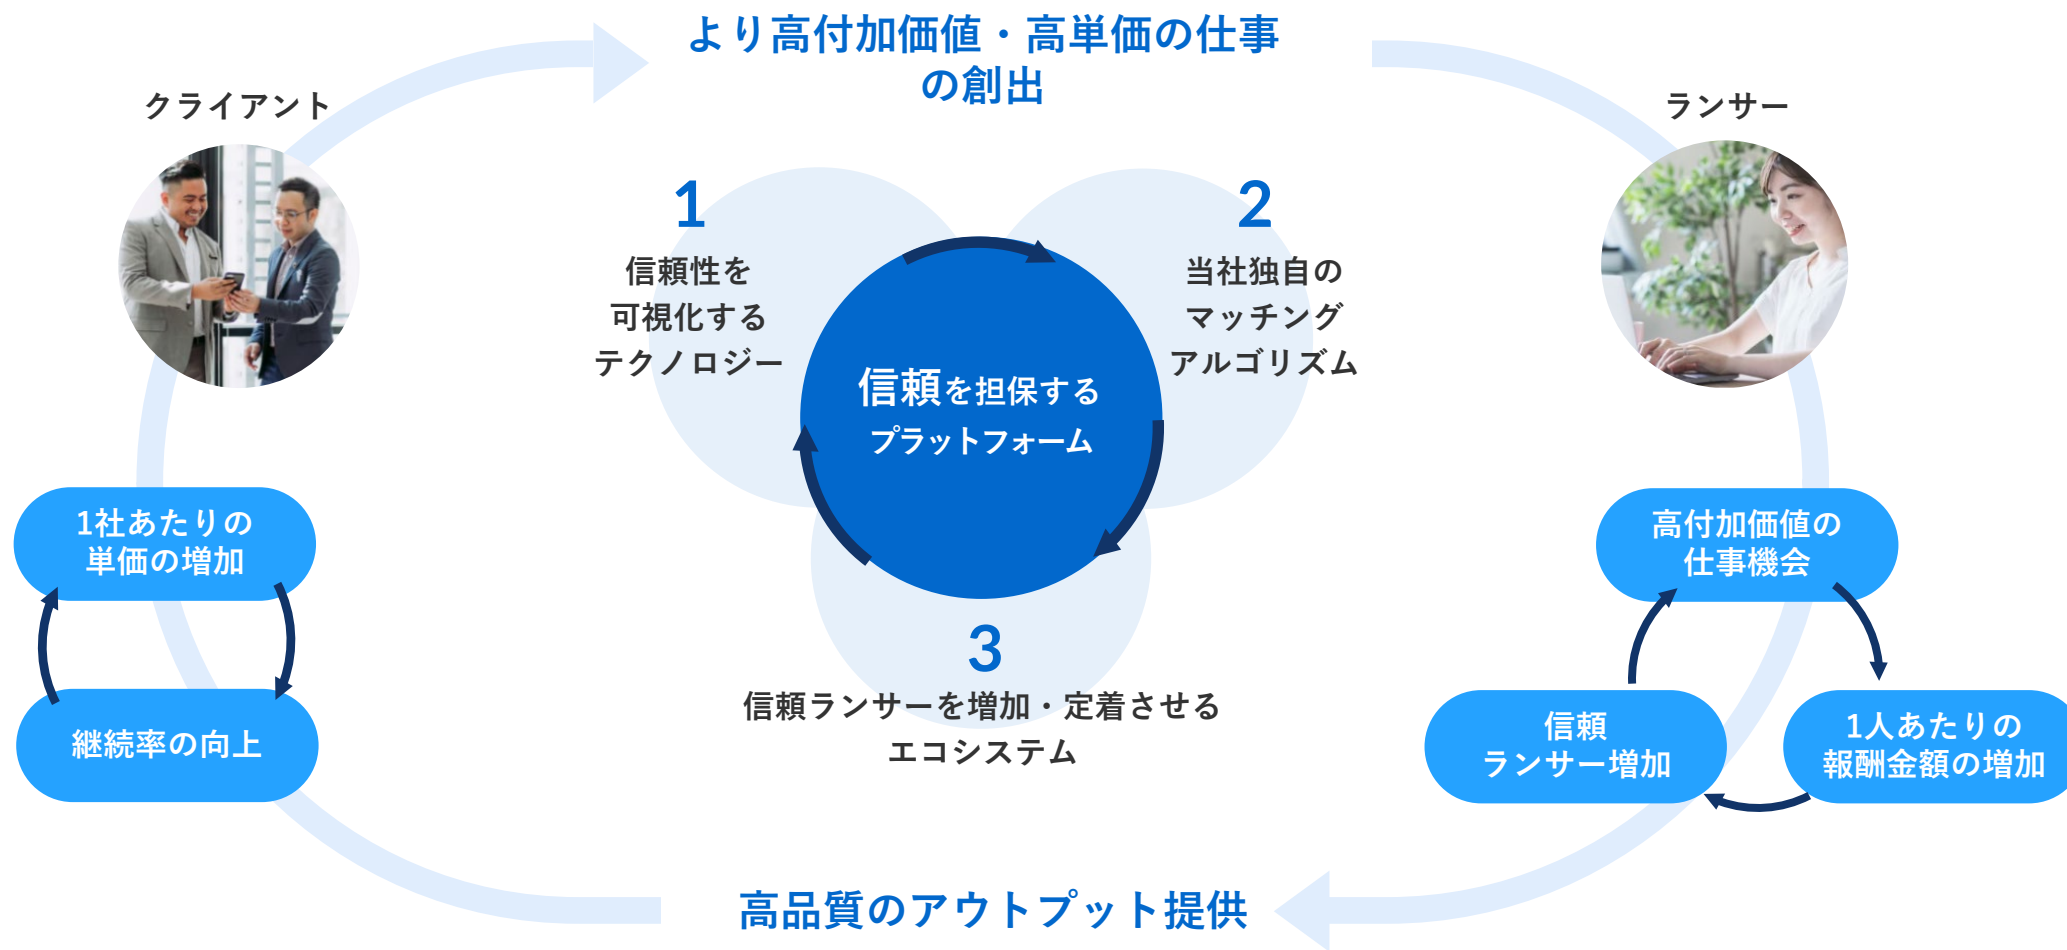 より高付加価値・高単価の仕事
の創出
クライアント
ランサー
1
信頼性を
可視化する
テクノロジー
2
当社独自の
マッチング
アルゴリズム
信頼を担保する
プラットフォーム
3
信頼ランサーを増加・定着させる
エコシステム
1社あたりの
単価の増加
継続率の向上
高付加価値の
仕事機会
信頼
ランサー増加
1人あたりの
報酬金額の増加
高品質のアウトプット提供